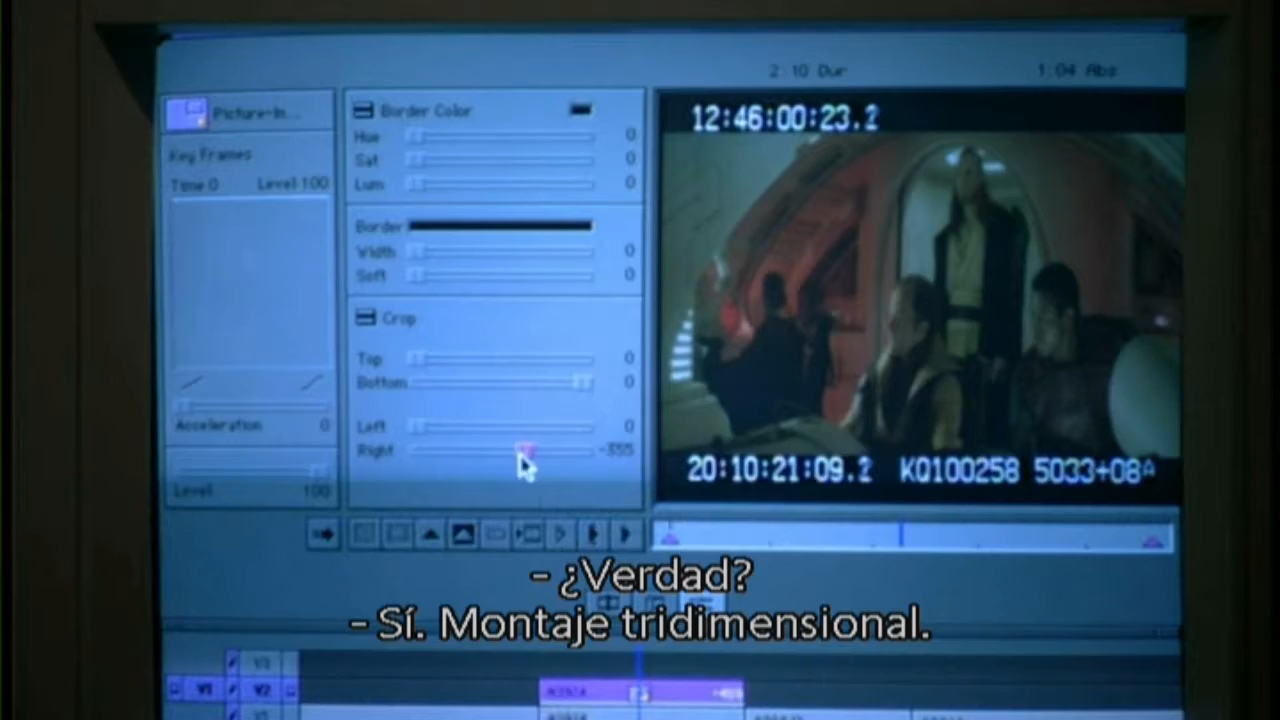 2:10 Dur
1:04 Abs
Picture-In...
Border Color
12:46:00:23.2
Hue 0
Key Frames
Sat 0
Time 0 Level 100
Lum 0
Border
Width 0
Soft 0
Crop
Top 0
Bottom 0
Acceleration 0
Left 0
Right -355
20:10:21:09.2 KQ100258 5033+08A
Level 100
- ¿Verdad?
- Sí. Montaje tridimensional.
V1 V2